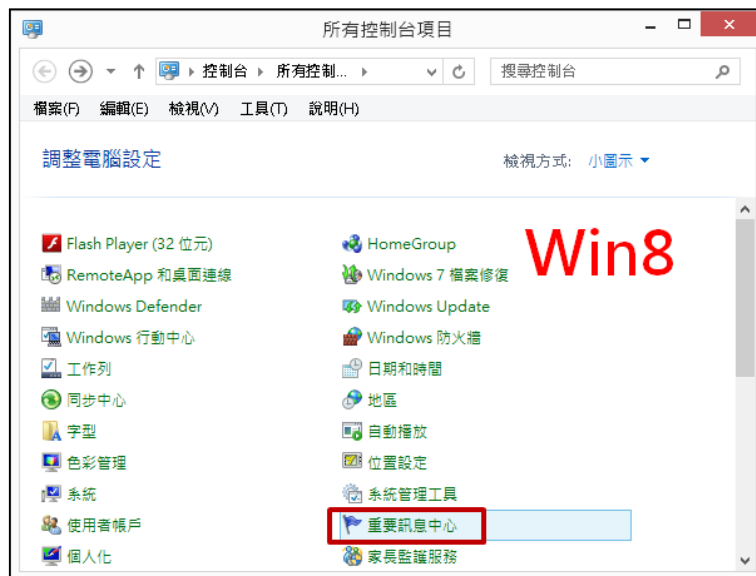 所有控制台項目
控制台 所有控制... 搜尋控制台
檔案(F) 編輯(E) 檢視(V) 工具(T) 說明(H)
調整電腦設定 檢視方式: 小圖示
Win8
Flash Player (32 位元) HomeGroup
RemoteApp 和桌面連線 Windows 7 檔案修復
Windows Defender Windows Update
Windows 行動中心 Windows 防火牆
工作列 日期和時間
同步中心 地區
字型 自動播放
色彩管理 位置設定
系統 系統管理工具
使用者帳戶 重要訊息中心
個人化 家長監護服務